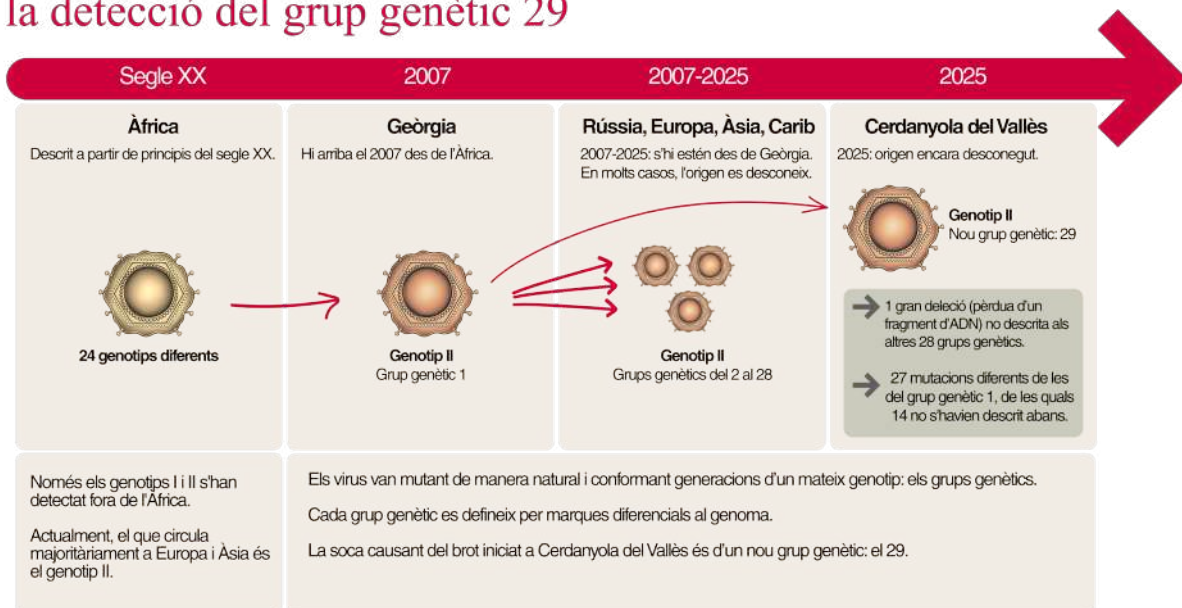 la detecció del grup genètic 29
Segle XX
2007
2007-2025
2025
Àfrica
Descrit a partir de principis del segle XX.
24 genotips diferents
Geòrgia
Hi arriba el 2007 des de l'Àfrica.
Genotip II
Grup genètic 1
Rússia, Europa, Àsia, Carib
2007-2025: s'hi estén des de Geòrgia.
En molts casos, l'origen es desconeix.
Genotip II
Grups genètics del 2 al 28
Cerdanyola del Vallès
2025: origen encara desconegut.
Genotip II
Nou grup genètic: 29
1 gran deleció (pèrdua d'un
fragment d'ADN) no descrita als
altres 28 grups genètics.
27 mutacions diferents de les
del grup genètic 1, de les quals
14 no s'havien descrit abans.
Només els genotips I i II s'han
detectat fora de l'Àfrica.
Actualment, el que circula
majoritàriament a Europa i Àsia és
el genotip II.
Els virus van mutant de manera natural i conformant generacions d'un mateix genotip: els grups genètics.
Cada grup genètic es defineix per marques diferencials al genoma.
La soca causant del brot iniciat a Cerdanyola del Vallès és d'un nou grup genètic: el 29.